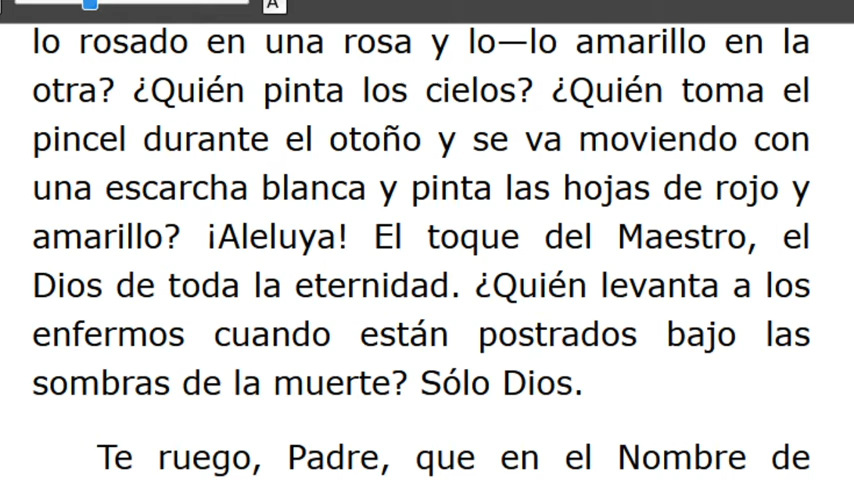 A
lo rosado en una rosa y lo—lo amarillo en la
otra? ¿Quién pinta los cielos? ¿Quién toma el
pincel durante el otoño y se va moviendo con
una escarcha blanca y pinta las hojas de rojo y
amarillo? ¡Aleluya! El toque del Maestro, el
Dios de toda la eternidad. ¿Quién levanta a los
enfermos cuando están postrados bajo las
sombras de la muerte? Sólo Dios.
Te ruego, Padre, que en el Nombre de